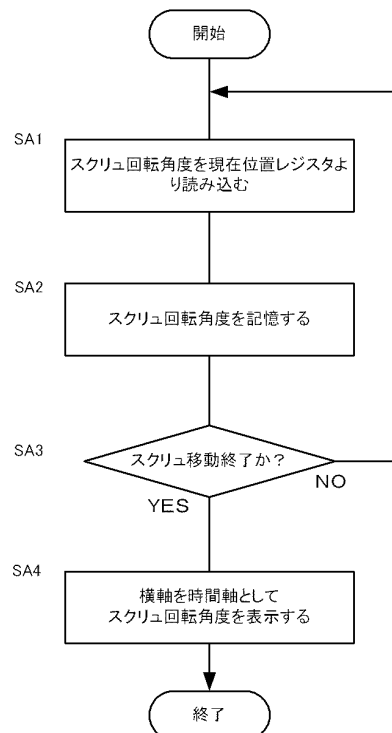 開始
SA1
スクリュ回転角度を現在位置レジスタよ
り読み込む
SA2
スクリュ回転角度を記憶する
SA3
スクリュ移動終了か？
NO
YES
SA4
横軸を時間軸として
スクリュ回転角度を表示する
終了